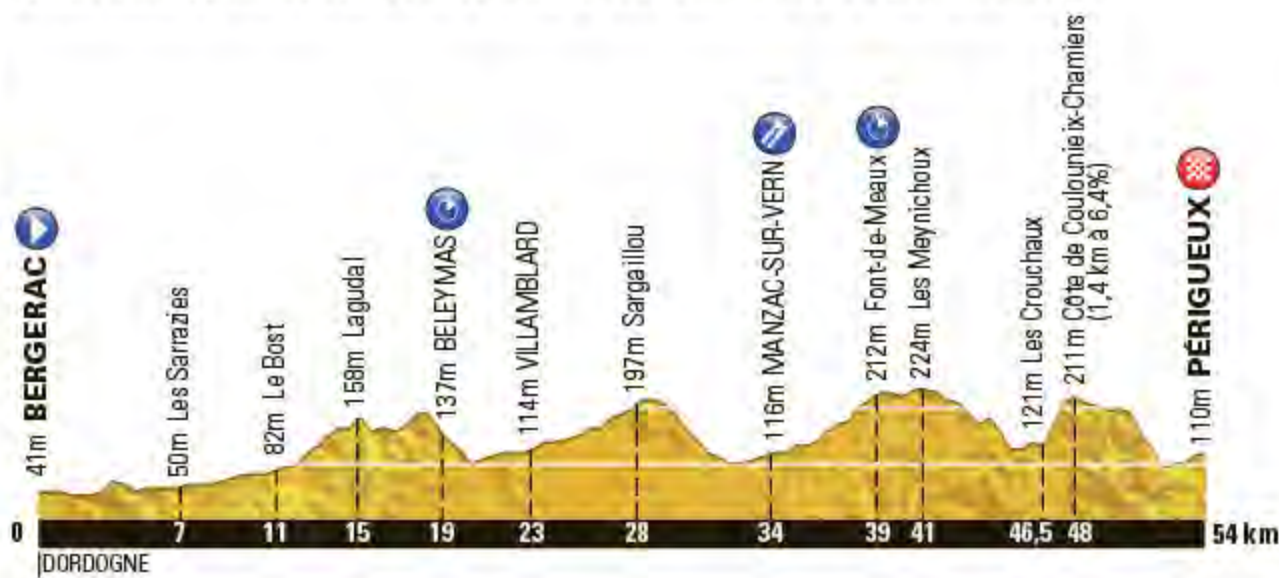 41m BERGERAC
50m Les Sarrazies
82m Le Bost
158m Lagudal
137m BELEYMAS
114m VILLAMBLARD
197m Sargaillou
116m MANZAC-SUR-VERN
212m Font-de-Meaux
224m Les Meynichoux
121m Les Crouchaux
211m Côte de Coulounieix-Chamiers
(1,4 km à 6,4%)
110m PÉRIGUEUX
0 7 11 15 19 23 28 34 39 41 46,5 48 54 km
DORDOGNE